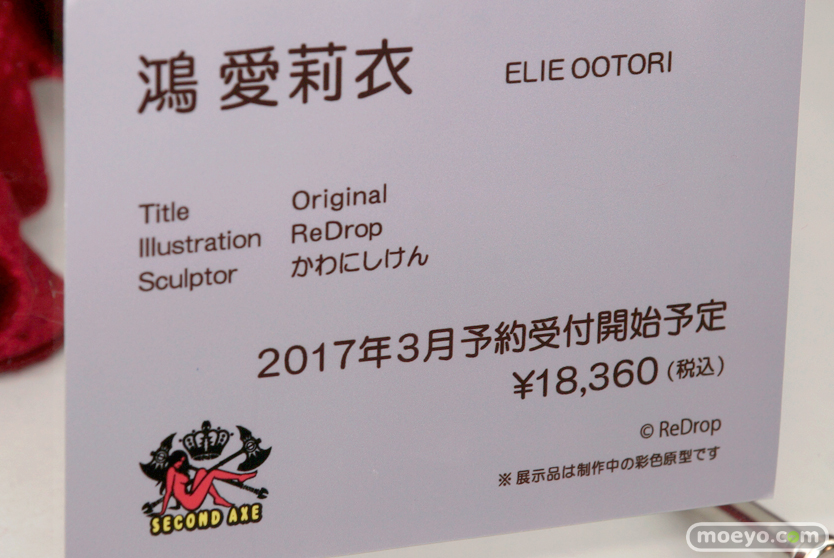 鴻 愛莉衣 ELIE OOTORI
Title Original
Illustration ReDrop
Sculptor かわにしけん
2017年3月予約受付開始予定
¥18,360(税込)
© ReDrop
※展示品は制作中の彩色原型です
SECOND AXE
moeyo.com